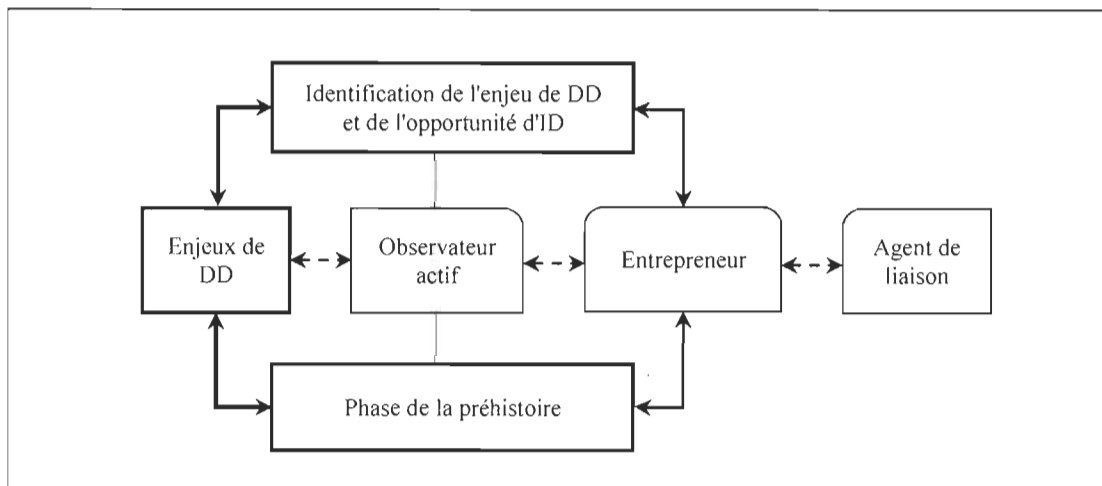 Identification de l'enjeu de DD
et de l'opportunité d'ID
Enjeux de
DD
Observateur
actif
Entrepreneur
Agent de
liaison
Phase de la préhistoire